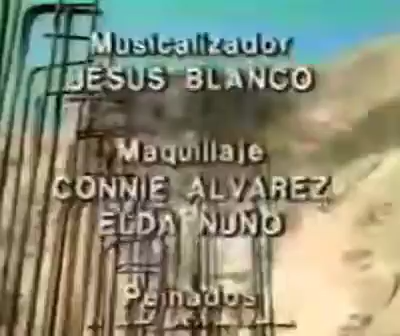 Musicalizador
JESUS BLANCO
Maquillaje
CONNIE ALVAREZ
ELDA NUÑO
Peinados